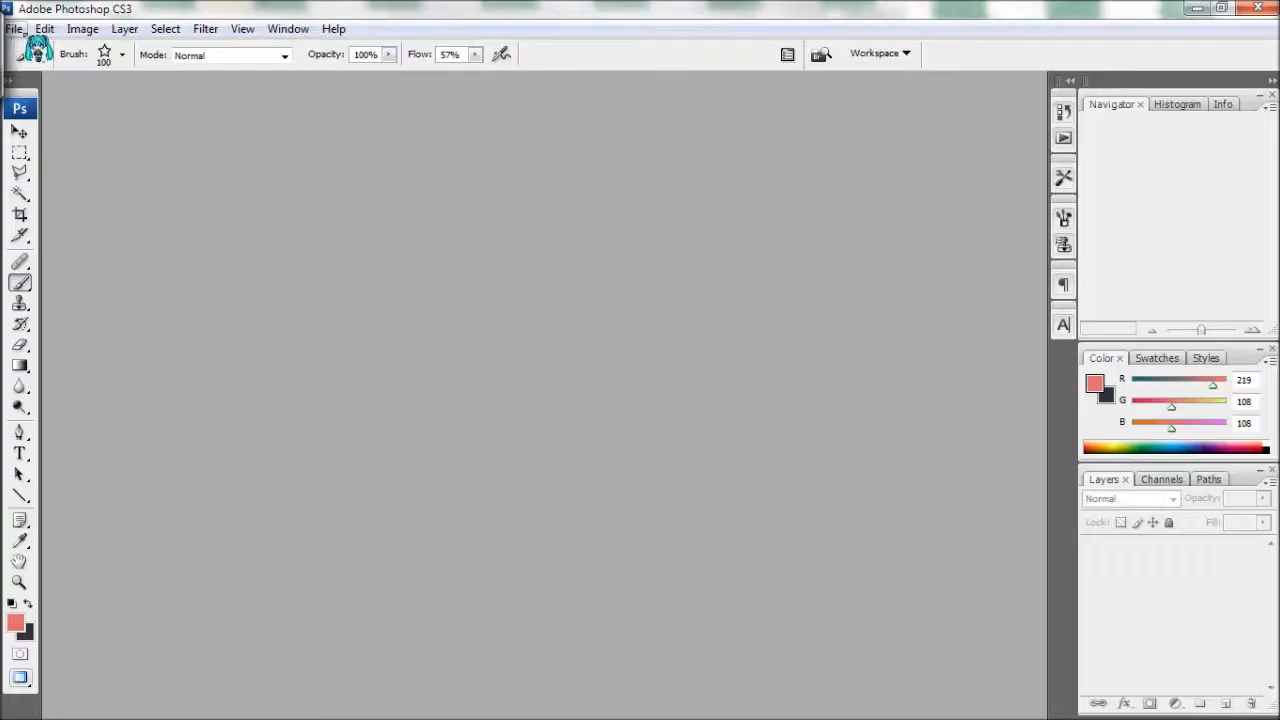 Ps Adobe Photoshop CS3
File Edit Image Layer Select Filter Analysis View Window Help
Brush: 100 Mode: Normal Opacity: 100% Flow: 57% Workspace
Ps
Navigator Histogram Info
Color Swatches Styles
R 219
G 108
B 108
Layers Channels Paths
Normal Opacity:
Lock: Fill:
T
A